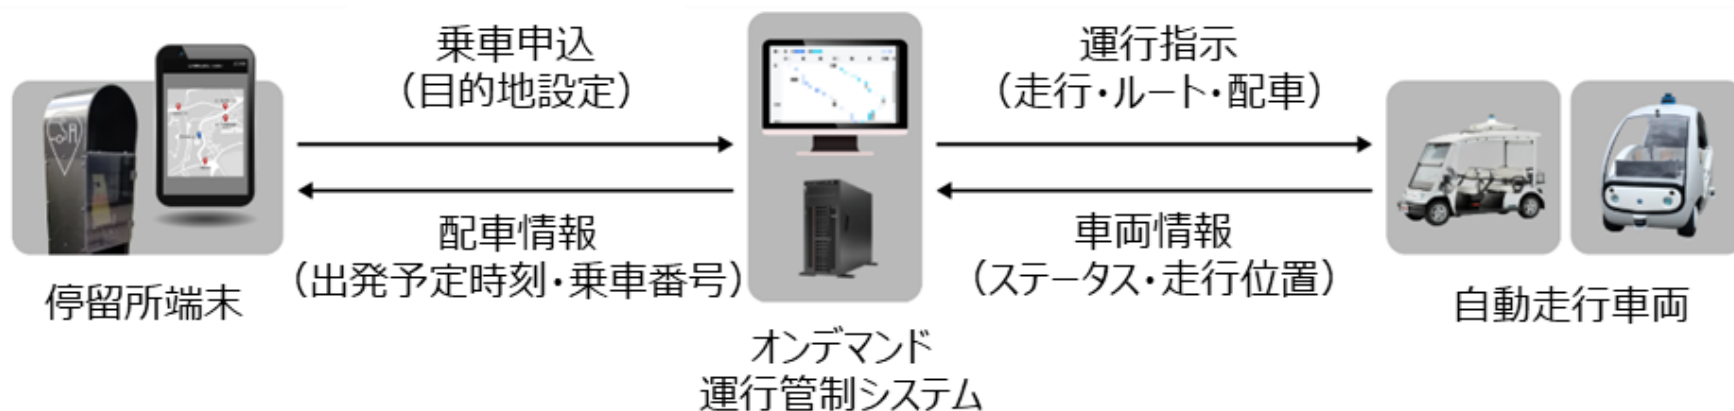 乗車申込
（目的地設定）
配車情報
（出発予定時刻・乗車番号）
停留所端末
オンデマンド
運行管制システム
運行指示
（走行・ルート・配車）
車両情報
（ステータス・走行位置）
自動走行車両